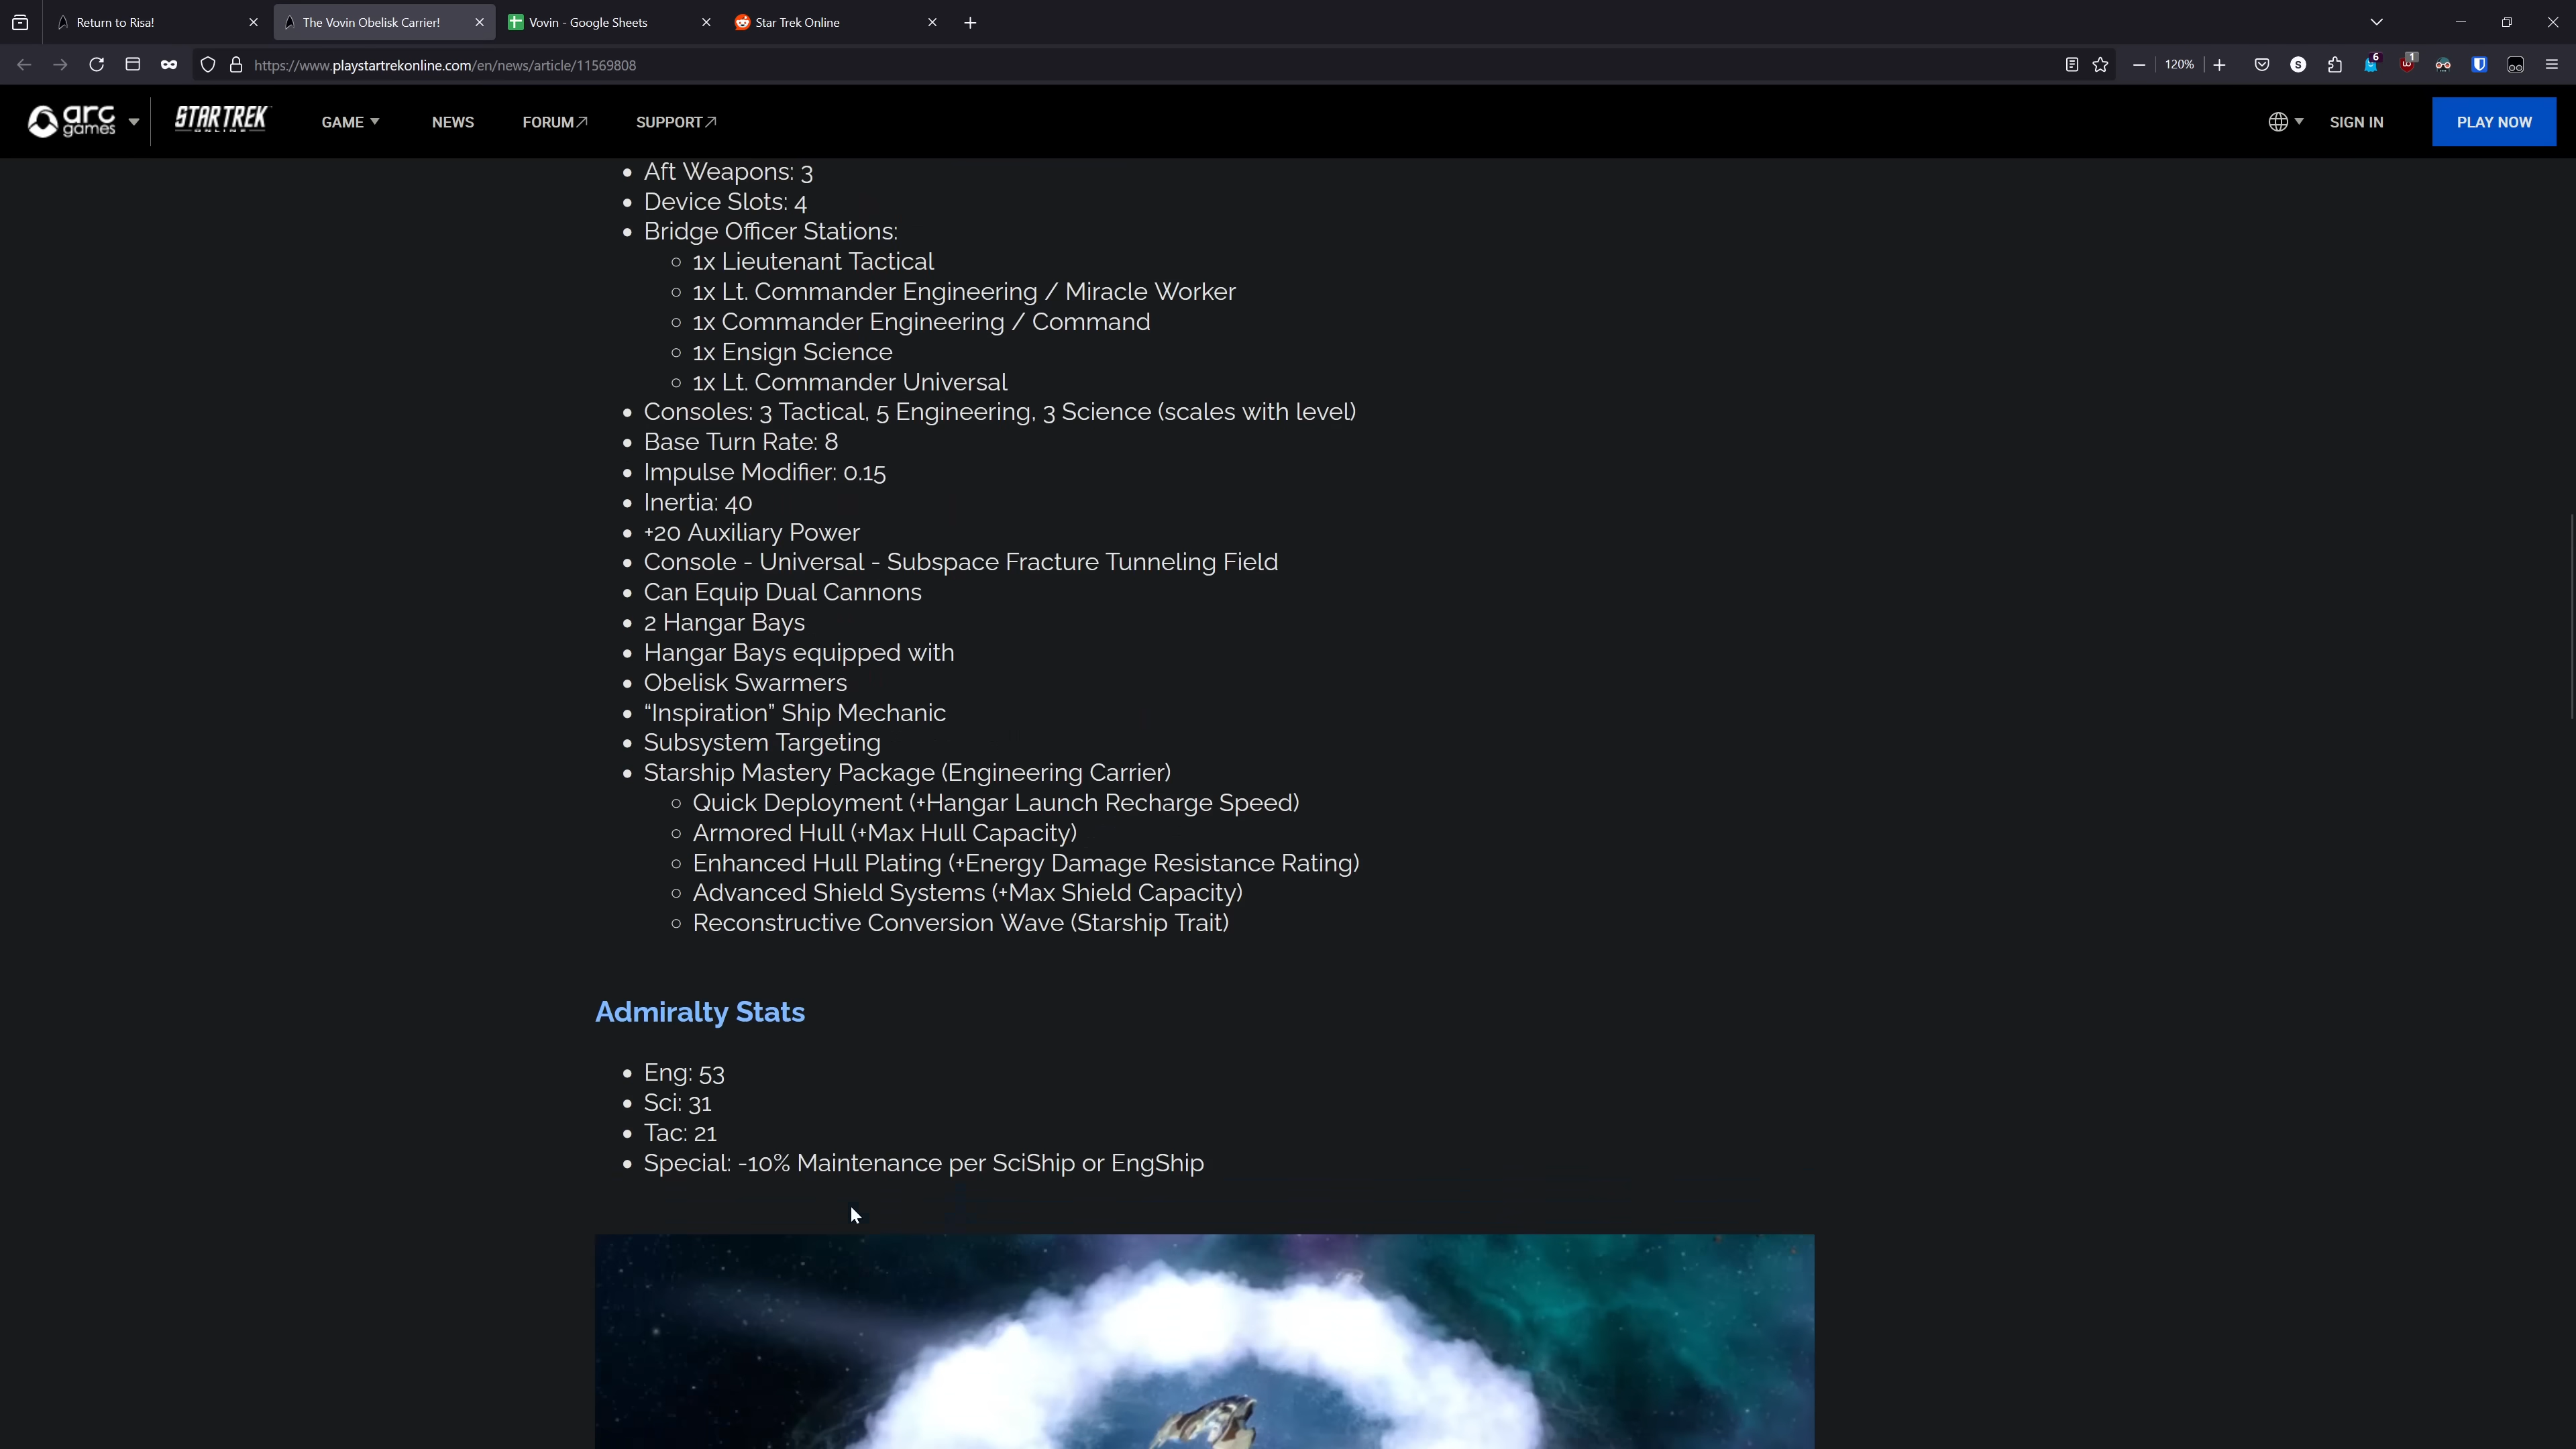 Return to Risa!
The Vovin Obelisk Carrier!
Vovin - Google Sheets
Star Trek Online
https://www.playstartrekonline.com/en/news/article/11569808
120%
S
6
1
arc games
STAR TREK ONLINE
GAME
NEWS
FORUM
SUPPORT
SIGN IN
PLAY NOW
Aft Weapons: 3
Device Slots: 4
Bridge Officer Stations:
1x Lieutenant Tactical
1x Lt. Commander Engineering / Miracle Worker
1x Commander Engineering / Command
1x Ensign Science
1x Lt. Commander Universal
Consoles: 3 Tactical, 5 Engineering, 3 Science (scales with level)
Base Turn Rate: 8
Impulse Modifier: 0.15
Inertia: 40
+20 Auxiliary Power
Console - Universal - Subspace Fracture Tunneling Field
Can Equip Dual Cannons
2 Hangar Bays
Hangar Bays equipped with
Obelisk Swarmers
“Inspiration” Ship Mechanic
Subsystem Targeting
Starship Mastery Package (Engineering Carrier)
Quick Deployment (+Hangar Launch Recharge Speed)
Armored Hull (+Max Hull Capacity)
Enhanced Hull Plating (+Energy Damage Resistance Rating)
Advanced Shield Systems (+Max Shield Capacity)
Reconstructive Conversion Wave (Starship Trait)
Admiralty Stats
Eng: 53
Sci: 31
Tac: 21
Special: -10% Maintenance per SciShip or EngShip